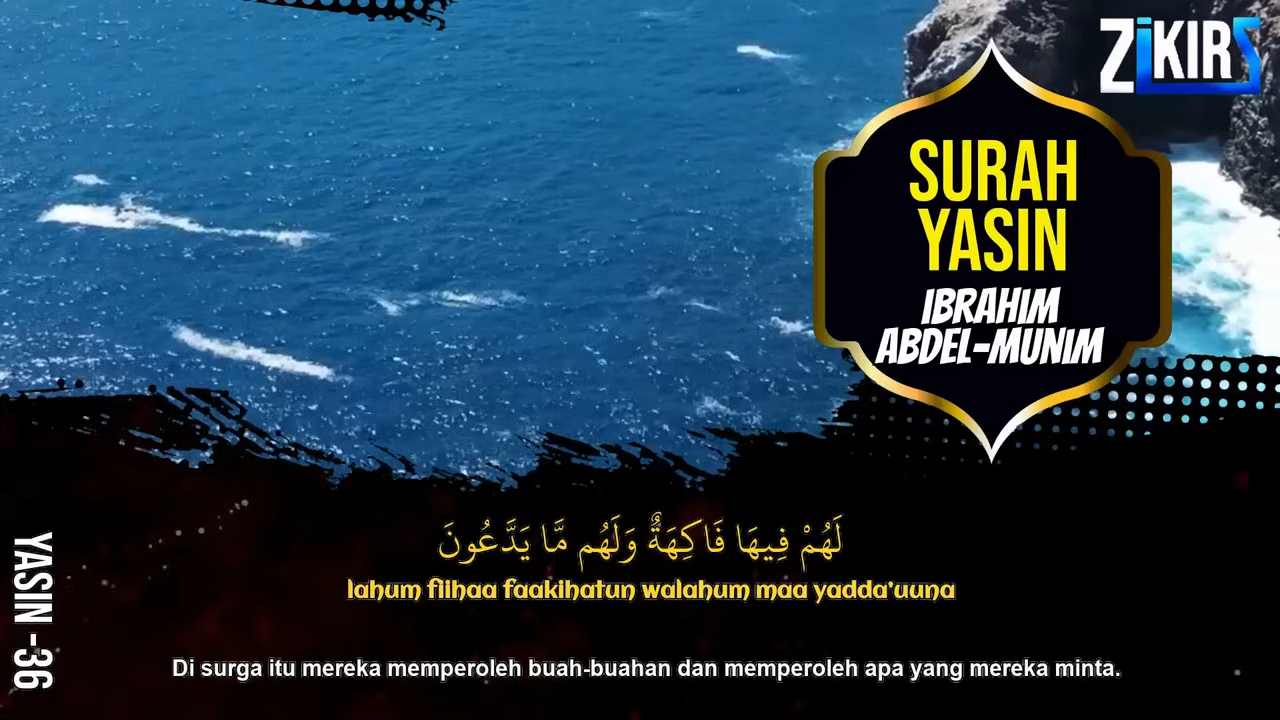 ZiKIRS
SURAH
YASIN
IBRAHIM
ABDEL-MUNIM
لَهُمْ فِيهَا فَاكِهَةٌ وَلَهُم مَّا يَدَّعُونَ
lahum fiihaa faakihatun walahum maa yadda'uuna
YASIN -36
Di surga itu mereka memperoleh buah-buahan dan memperoleh apa yang mereka minta.